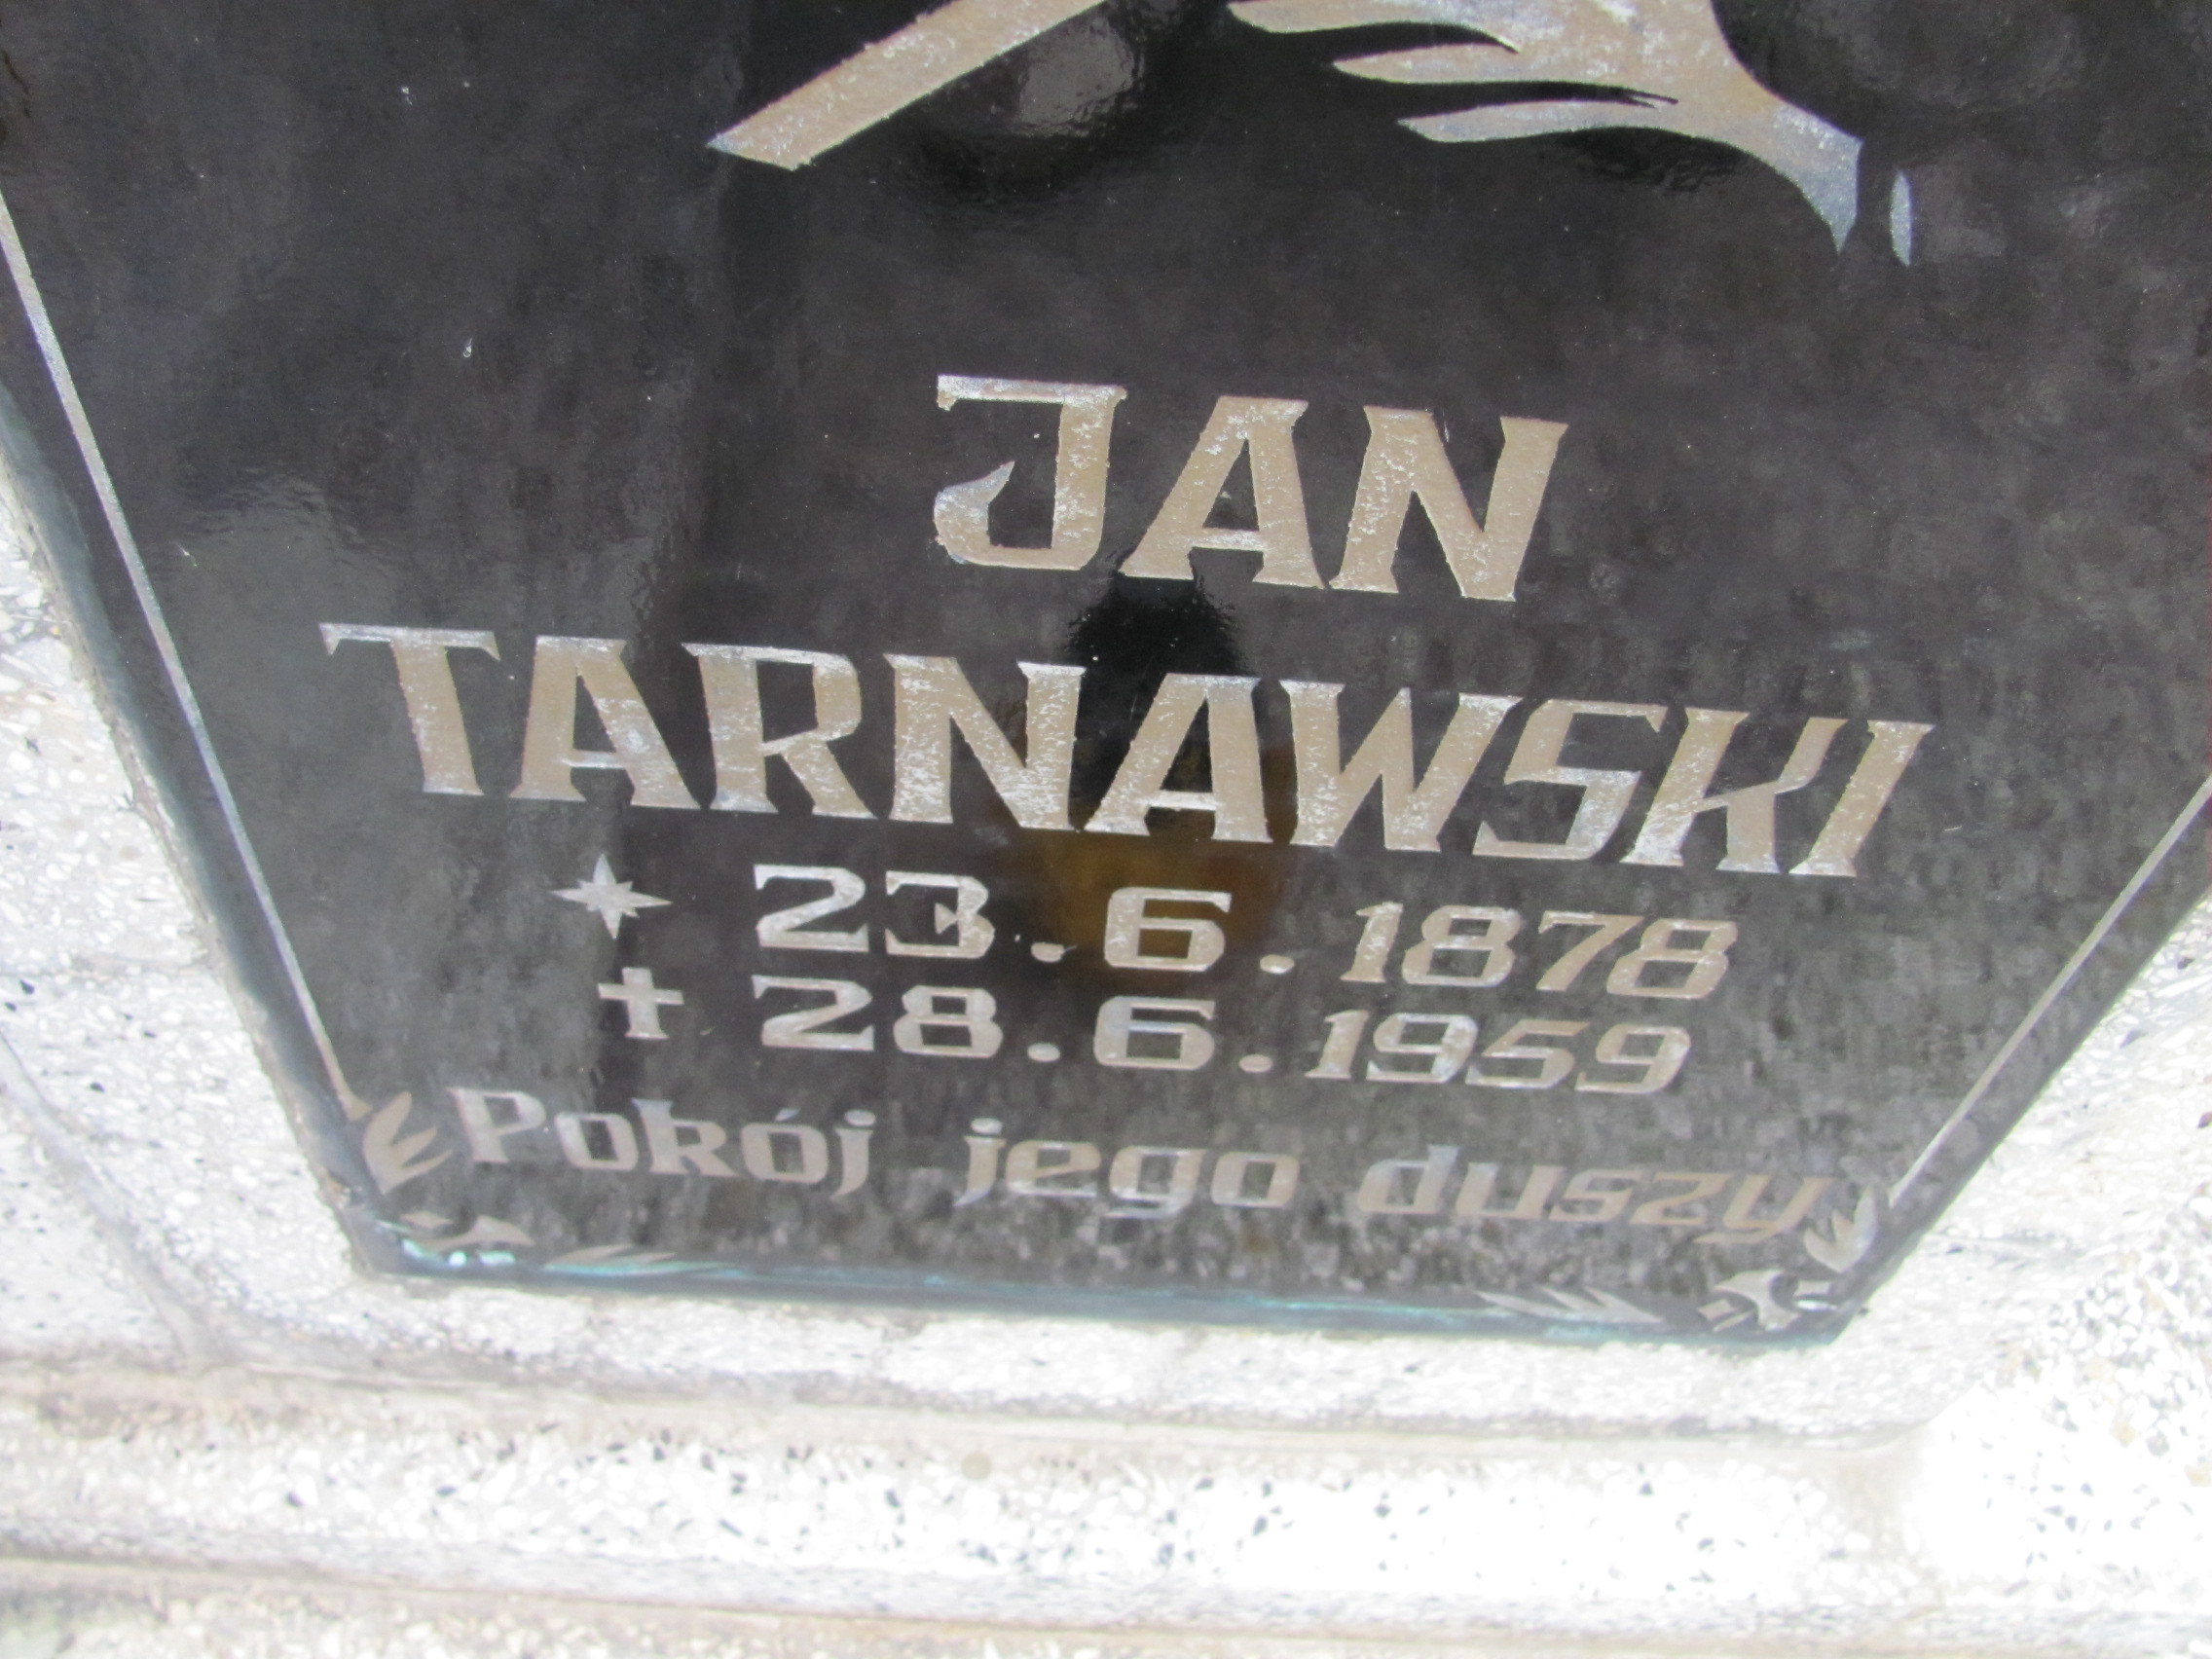 JAN
TARNAWSKI
★ 23.6.1878
✝ 28.6.1959
Pokój jego duszy